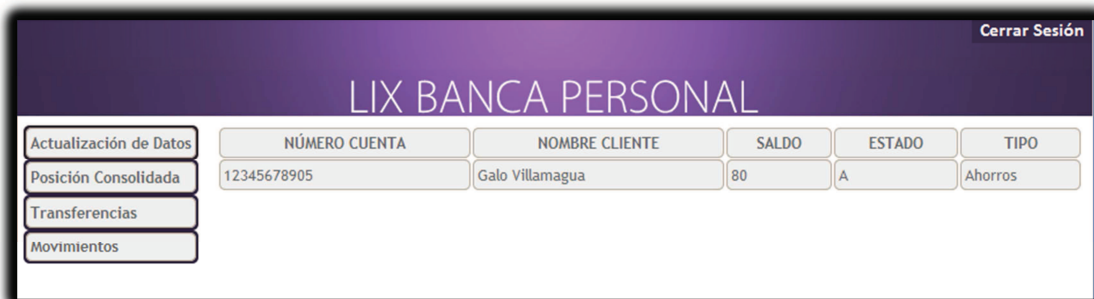 Cerrar Sesión
LIX BANCA PERSONAL
Actualización de Datos
Posición Consolidada
Transferencias
Movimientos
NÚMERO CUENTA NOMBRE CLIENTE SALDO ESTADO TIPO
12345678905 Galo Villamagua 80 A Ahorros